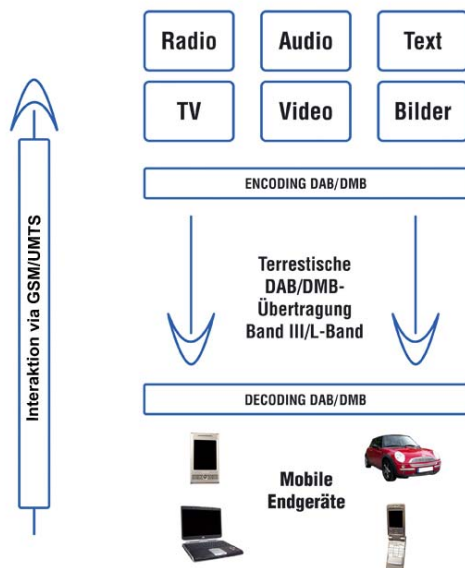 Radio Audio Text
TV Video Bilder
ENCODING DAB/DMB
Interaktion via GSM/UMTS
Terrestische
DAB/DMB-
Übertragung
Band III/L-Band
DECODING DAB/DMB
Mobile
Endgeräte